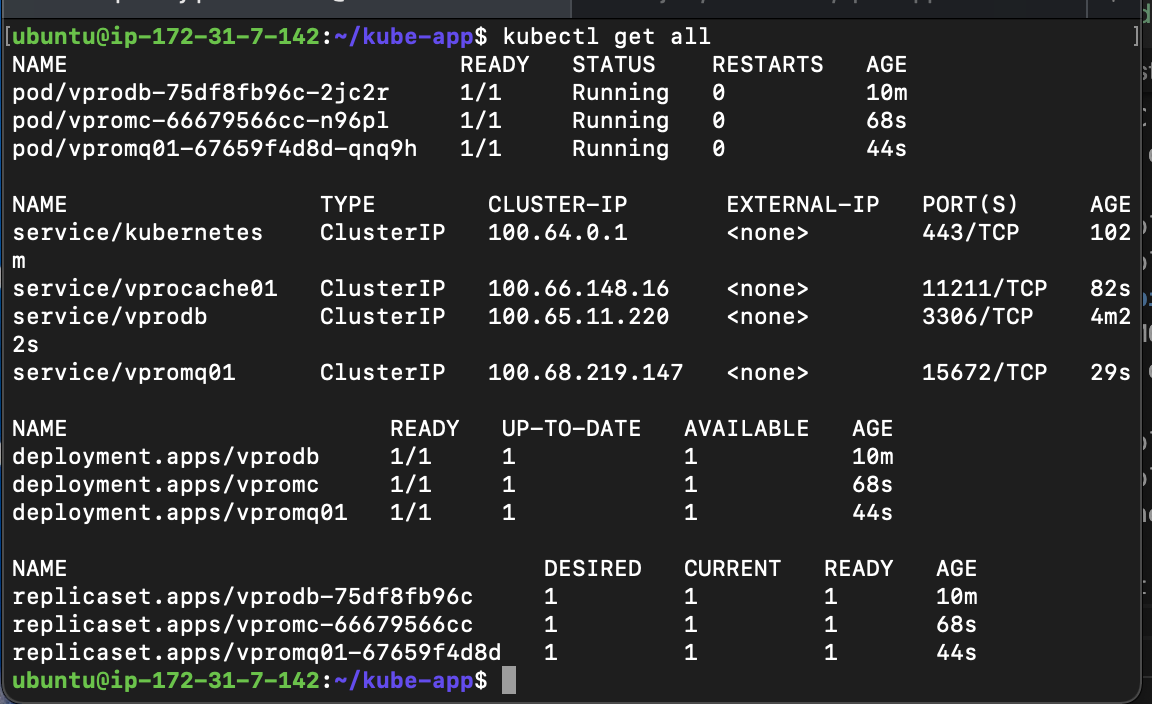 [ubuntu@ip-172-31-7-142:~/kube-app$ kubectl get all ]
NAME READY STATUS RESTARTS AGE
pod/vprodb-75df8fb96c-2jc2r 1/1 Running 0 10m
pod/vpromc-66679566cc-n96pl 1/1 Running 0 68s
pod/vpromq01-67659f4d8d-qnq9h 1/1 Running 0 44s
NAME TYPE CLUSTER-IP EXTERNAL-IP PORT(S) AGE
service/kubernetes ClusterIP 100.64.0.1 <none> 443/TCP 102
m
service/vprocache01 ClusterIP 100.66.148.16 <none> 11211/TCP 82s
service/vprodb ClusterIP 100.65.11.220 <none> 3306/TCP 4m2
2s
service/vpromq01 ClusterIP 100.68.219.147 <none> 15672/TCP 29s
NAME READY UP-TO-DATE AVAILABLE AGE
deployment.apps/vprodb 1/1 1 1 10m
deployment.apps/vpromc 1/1 1 1 68s
deployment.apps/vpromq01 1/1 1 1 44s
NAME DESIRED CURRENT READY AGE
replicaset.apps/vprodb-75df8fb96c 1 1 1 10m
replicaset.apps/vpromc-66679566cc 1 1 1 68s
replicaset.apps/vpromq01-67659f4d8d 1 1 1 44s
ubuntu@ip-172-31-7-142:~/kube-app$